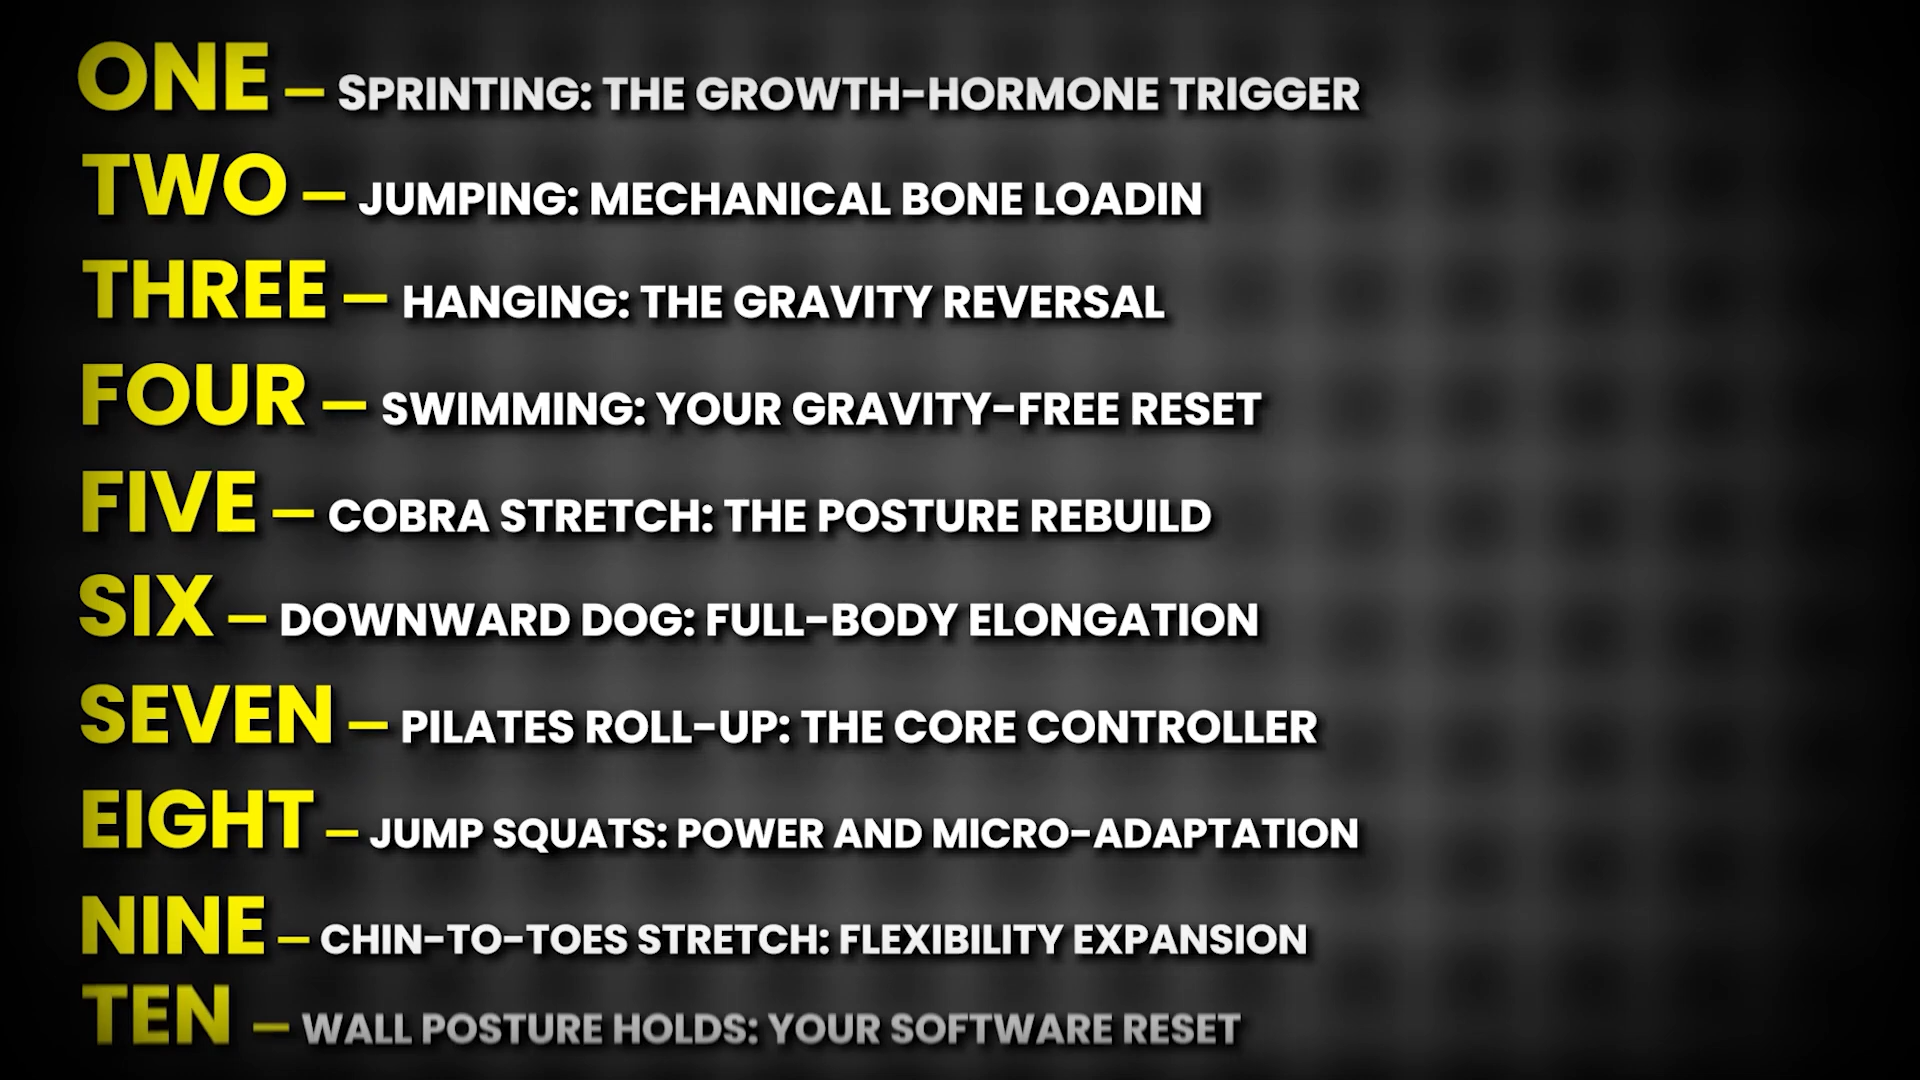 ONE – SPRINTING: THE GROWTH-HORMONE TRIGGER
TWO – JUMPING: MECHANICAL BONE LOADIN
THREE – HANGING: THE GRAVITY REVERSAL
FOUR – SWIMMING: YOUR GRAVITY-FREE RESET
FIVE – COBRA STRETCH: THE POSTURE REBUILD
SIX – DOWNWARD DOG: FULL-BODY ELONGATION
SEVEN – PILATES ROLL-UP: THE CORE CONTROLLER
EIGHT – JUMP SQUATS: POWER AND MICRO-ADAPTATION
NINE – CHIN-TO-TOES STRETCH: FLEXIBILITY EXPANSION
TEN – WALL POSTURE HOLDS: YOUR SOFTWARE RESET